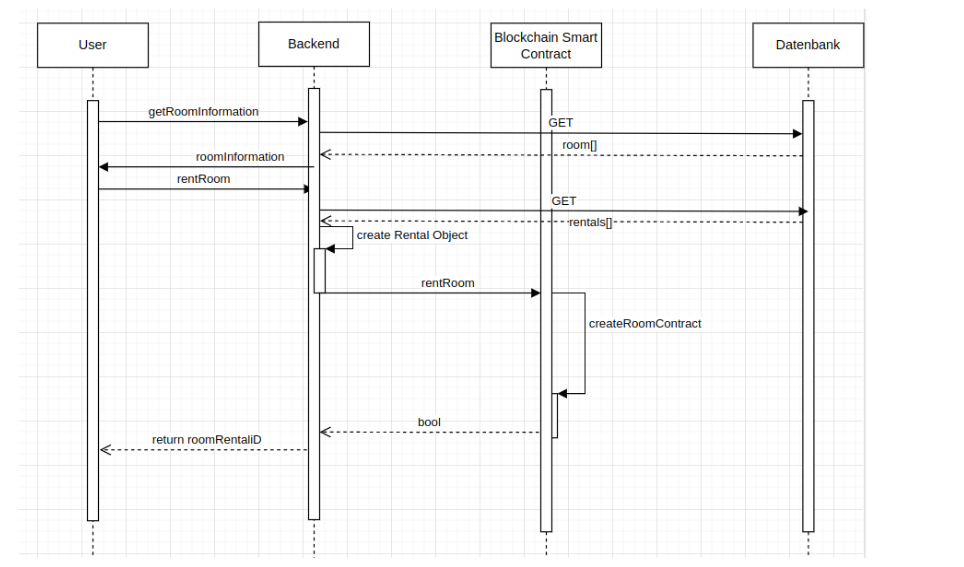 User
Backend
Blockchain Smart
Contract
Datenbank
getRoomInformation
GET
room[]
roomInformation
rentRoom
GET
rentals[]
create Rental Object
rentRoom
createRoomContract
bool
return roomRentaliD